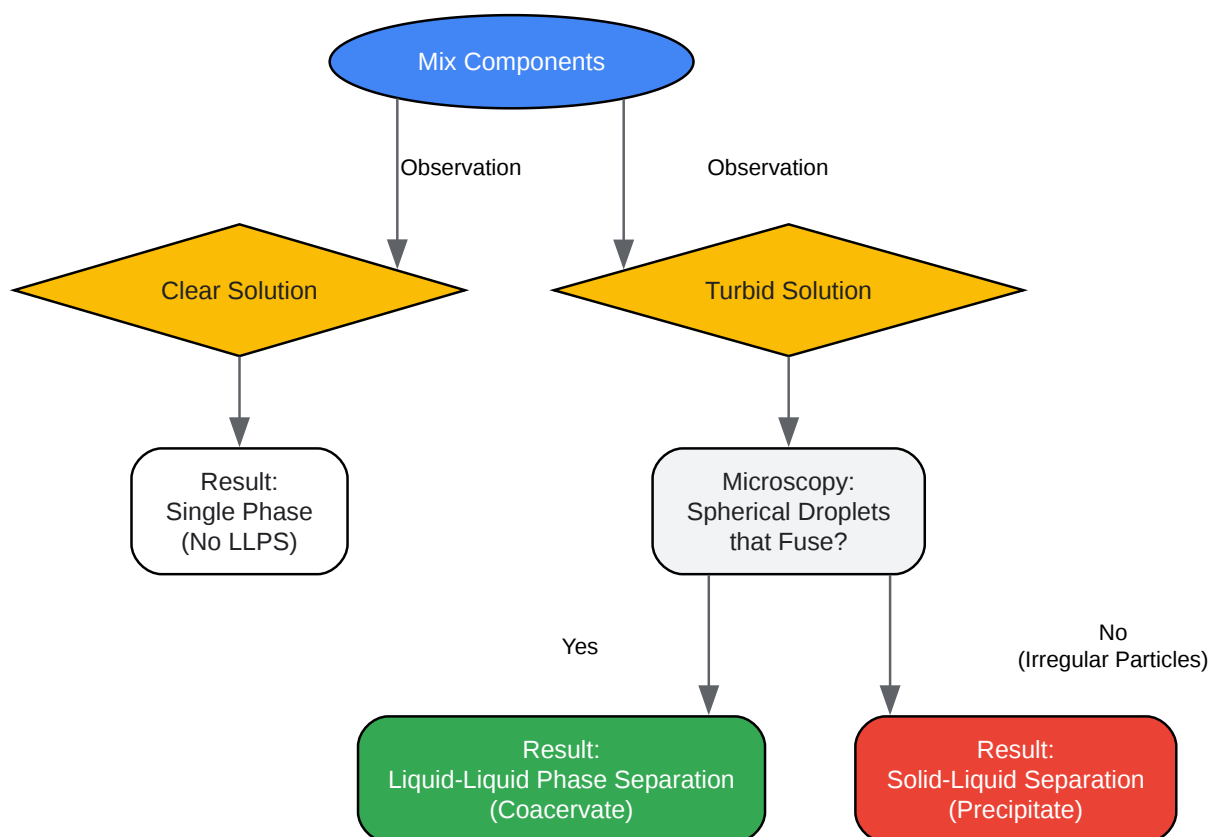 Mix Components
Observation
Observation
Clear Solution
Turbid Solution
Result:
Single Phase
(No LLPS)
Microscopy:
Spherical Droplets
that Fuse?
Yes
No
(Irregular Particles)
Result:
Liquid-Liquid Phase Separation
(Coacervate)
Result:
Solid-Liquid Separation
(Precipitate)